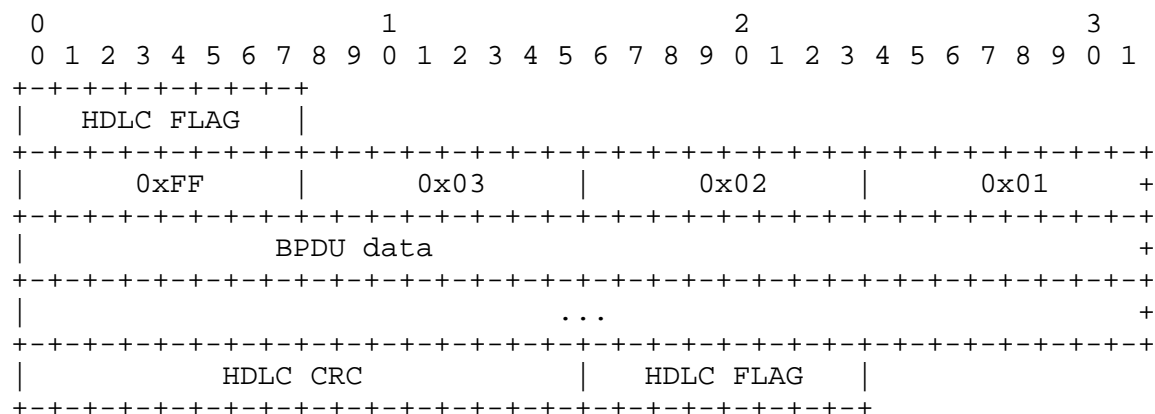 0                   1                   2                   3
 0 1 2 3 4 5 6 7 8 9 0 1 2 3 4 5 6 7 8 9 0 1 2 3 4 5 6 7 8 9 0 1
+-+-+-+-+-+-+-+-+
|   HDLC FLAG   |
+-+-+-+-+-+-+-+-+-+-+-+-+-+-+-+-+-+-+-+-+-+-+-+-+-+-+-+-+-+-+-+-+
|      0xFF     |      0x03     |      0x02     |      0x01     +
+-+-+-+-+-+-+-+-+-+-+-+-+-+-+-+-+-+-+-+-+-+-+-+-+-+-+-+-+-+-+-+-+
|              BPDU data                                        +
+-+-+-+-+-+-+-+-+-+-+-+-+-+-+-+-+-+-+-+-+-+-+-+-+-+-+-+-+-+-+-+-+
|                              ...                              +
+-+-+-+-+-+-+-+-+-+-+-+-+-+-+-+-+-+-+-+-+-+-+-+-+-+-+-+-+-+-+-+-+
|           HDLC CRC            |   HDLC FLAG   |
+-+-+-+-+-+-+-+-+-+-+-+-+-+-+-+-+-+-+-+-+-+-+-+-+